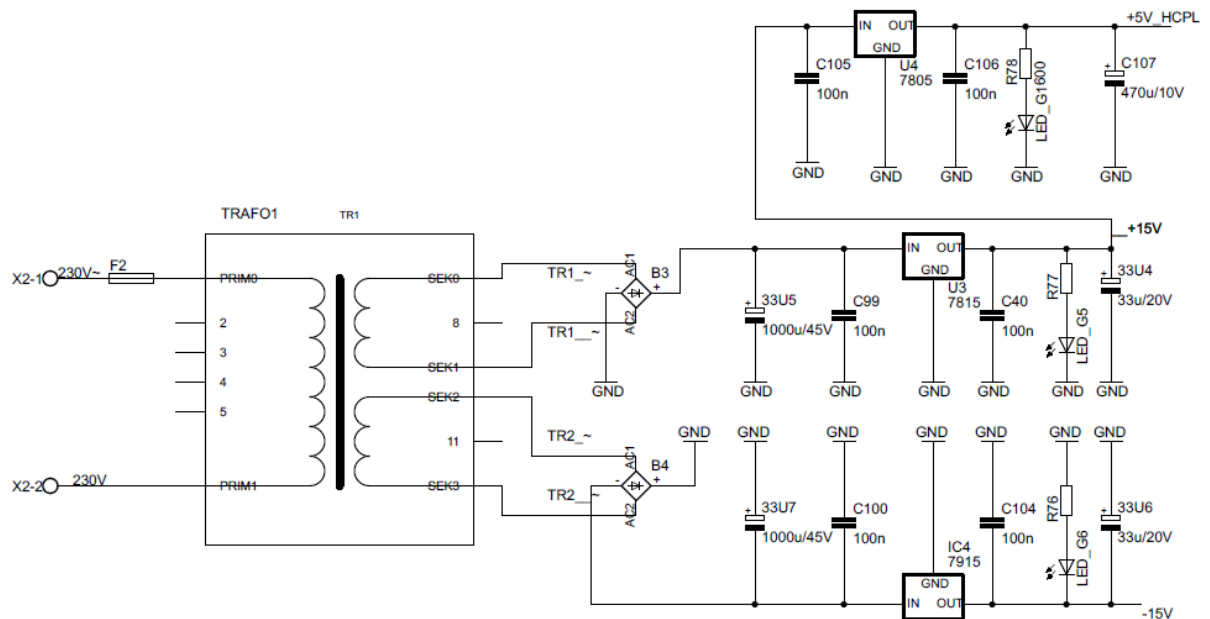 +5V_HCPL
IN OUT
GND
U4
7805
C105
100n
C106
100n
R78
LED_G1600
+
C107
470u/10V
GND
GND
GND
GND
GND
TRAFO1
TR1
+15V
X2-1
230V~
F2
PRIM0
SEK0
TR1_~
AC1
B3
-
+
AC2
IN OUT
GND
U3
7815
2
3
4
5
8
+
33U5
1000u/45V
C99
100n
C40
100n
R77
LED_G5
+
33U4
33u/20V
TR1__~
SEK1
GND
GND
GND
GND
GND
GND
GND
SEK2
11
TR2_~
AC1
B4
-
+
AC2
GND
GND
GND
GND
GND
GND
GND
X2-2
230V
PRIM1
SEK3
TR2__~
+
33U7
1000u/45V
C100
100n
C104
100n
R76
LED_G6
+
33U6
33u/20V
IC4
7915
GND
IN OUT
-15V